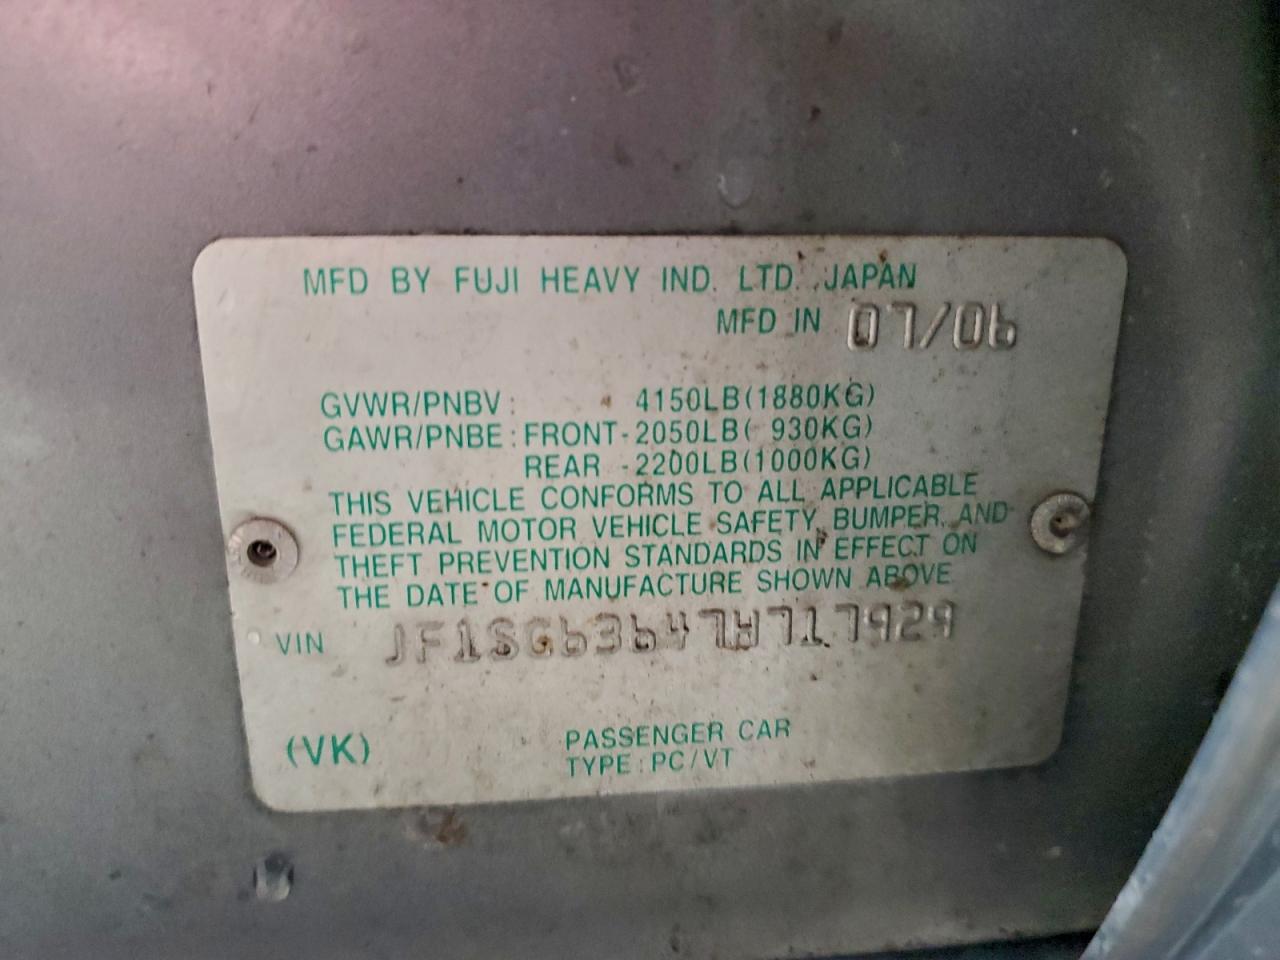 MFD BY FUJI HEAVY IND. LTD. JAPAN
MFD IN 07/06
GVWR/PNBV: 4150LB(1880KG)
GAWR/PNBE: FRONT-2050LB( 930KG)
REAR -2200LB(1000KG)
THIS VEHICLE CONFORMS TO ALL APPLICABLE
FEDERAL MOTOR VEHICLE SAFETY, BUMPER, AND
THEFT PREVENTION STANDARDS IN EFFECT ON
THE DATE OF MANUFACTURE SHOWN ABOVE
VIN JF1SG63647H717929
(VK) PASSENGER CAR
TYPE: PC/VT